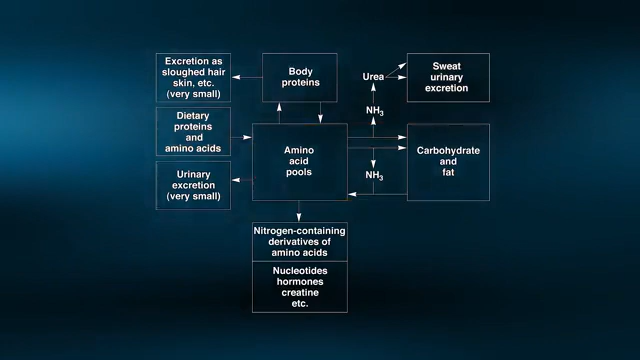 Excretion as
sloughed hair
skin, etc.
(very small)
Body
proteins
Urea
Sweat
urinary
excretion
Dietary
proteins
and
amino acids
NH3
Amino
acid
pools
Carbohydrate
and
fat
Urinary
excretion
(very small)
NH3
Nitrogen-containing
derivatives of
amino acids
Nucleotides
hormones
creatine
etc.